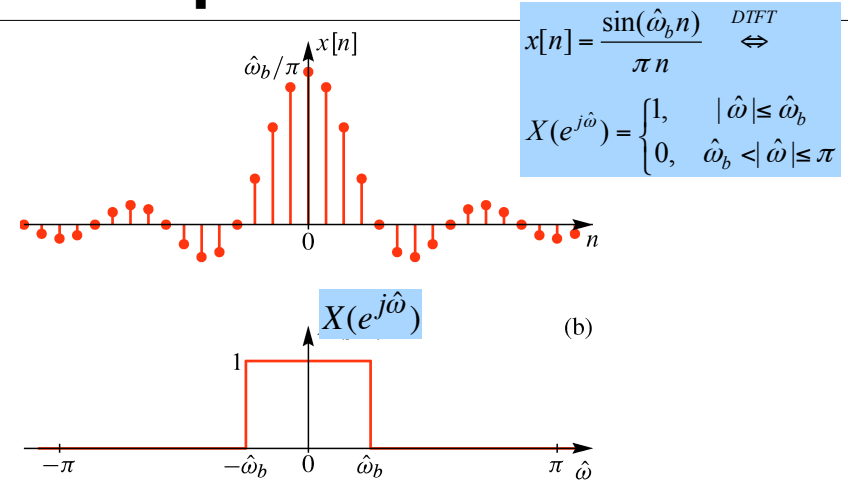 x[n] = sin(ω̂_b n) / (π n) DTFT ⇔
X(e^{jω̂}) = { 1, | ω̂ |≤ ω̂_b
0, ω̂_b <| ω̂ |≤ π
x[n]
ω̂_b/π
0
n
X(e^{jω̂})
(b)
1
−π −ω̂_b 0 ω̂_b π ω̂